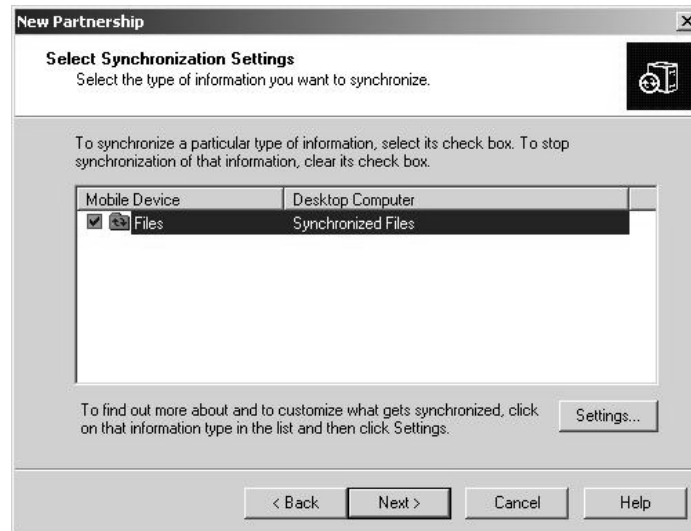 New Partnership
Select Synchronization Settings
Select the type of information you want to synchronize.
To synchronize a particular type of information, select its check box. To stop
synchronization of that information, clear its check box.
Mobile Device Desktop Computer
Files Synchronized Files
To find out more about and to customize what gets synchronized, click
on that information type in the list and then click Settings.
Settings...
< Back Next > Cancel Help